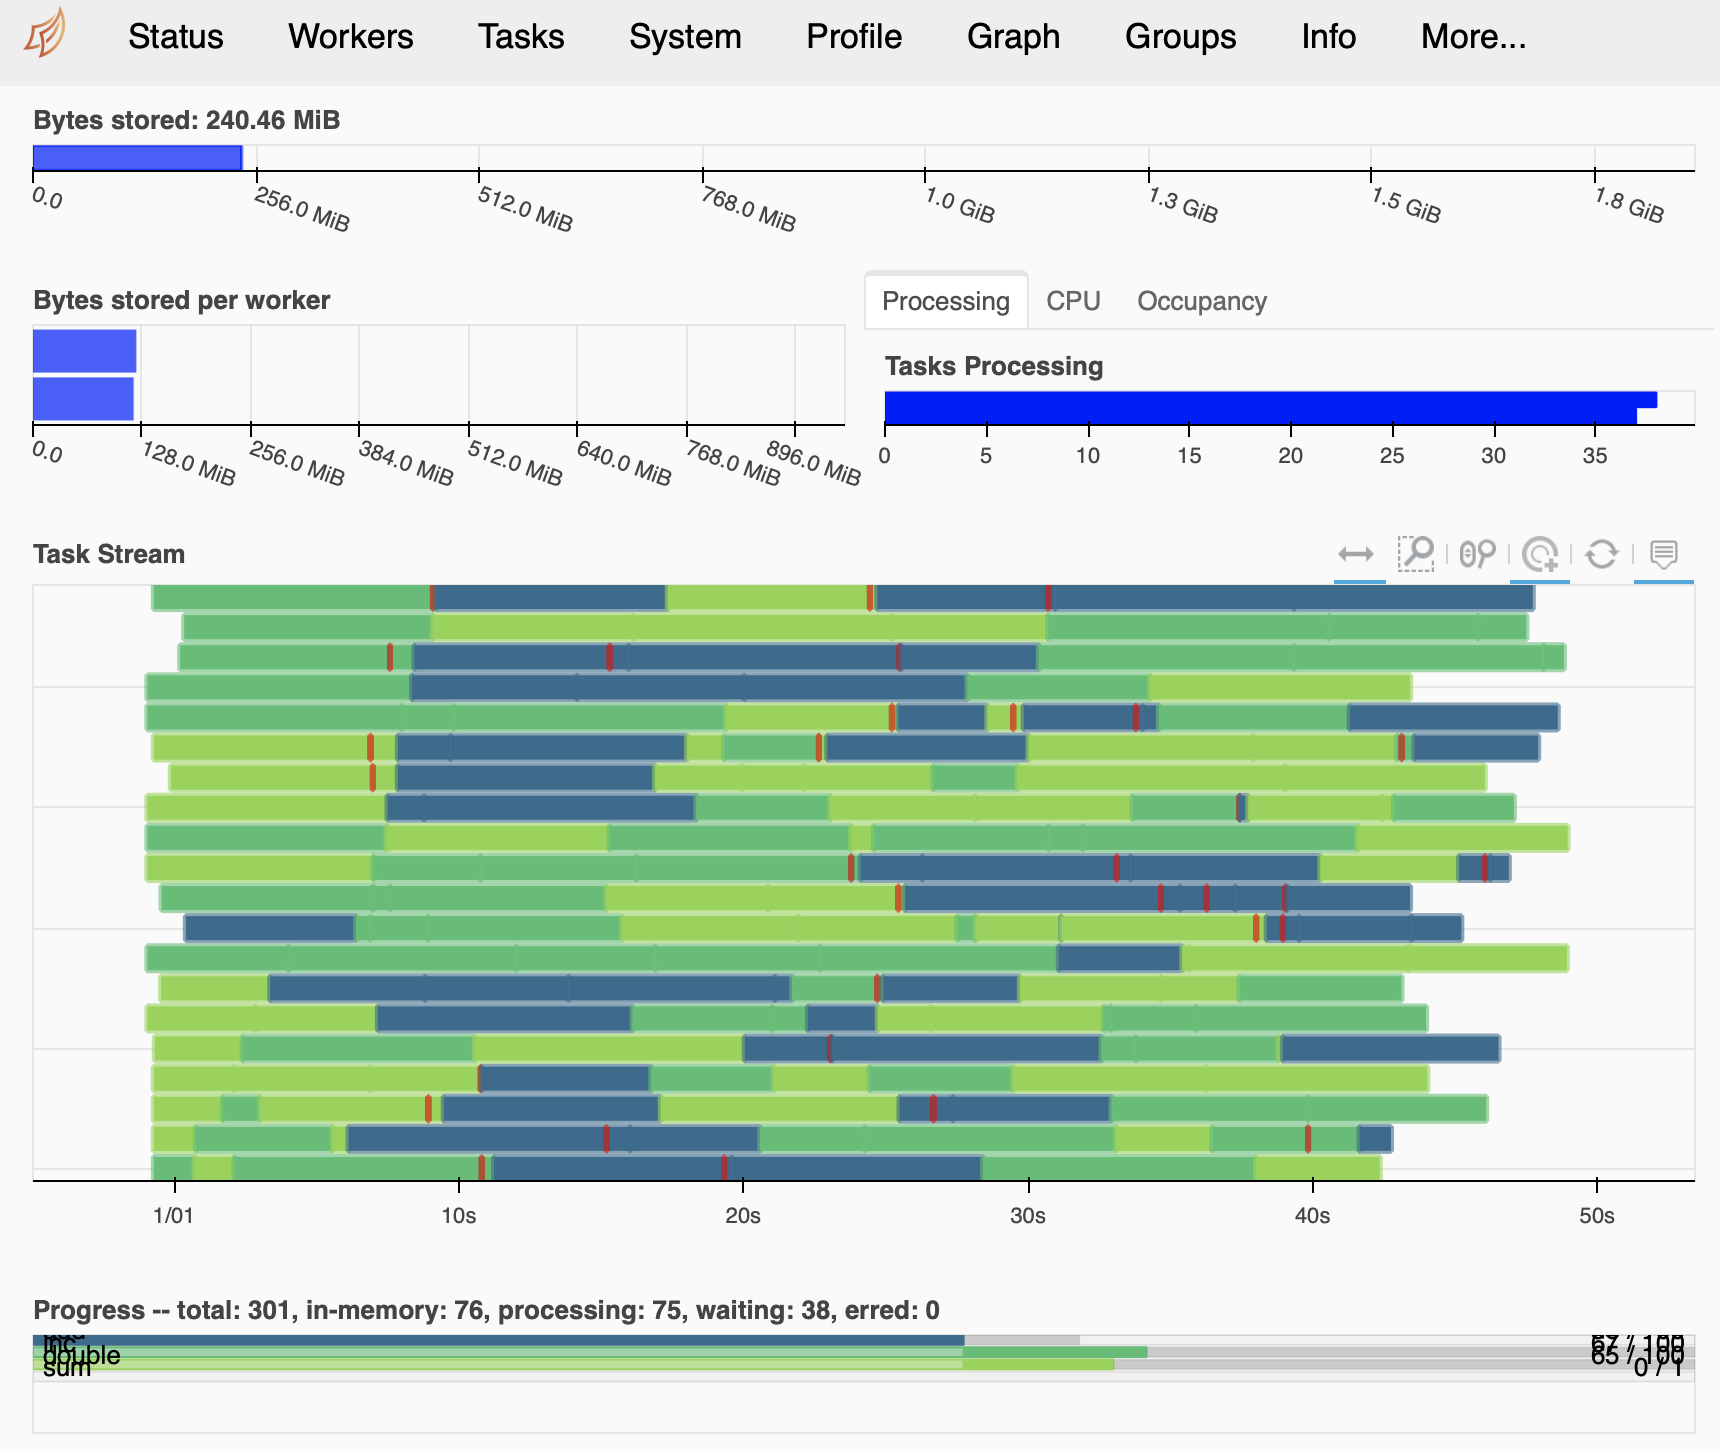 Status Workers Tasks System Profile Graph Groups Info More...
Bytes stored: 240.46 MiB
0.0 256.0 MiB 512.0 MiB 768.0 MiB 1.0 GiB 1.3 GiB 1.5 GiB 1.8 GiB
Bytes stored per worker
0.0 128.0 MiB 256.0 MiB 384.0 MiB 512.0 MiB 640.0 MiB 768.0 MiB 896.0 MiB
Processing CPU Occupancy
Tasks Processing
0 5 10 15 20 25 30 35
Task Stream
1/01 10s 20s 30s 40s 50s
Progress -- total: 301, in-memory: 76, processing: 75, waiting: 38, erred: 0
inc 67 / 100
double 65 / 100
sum 0 / 1